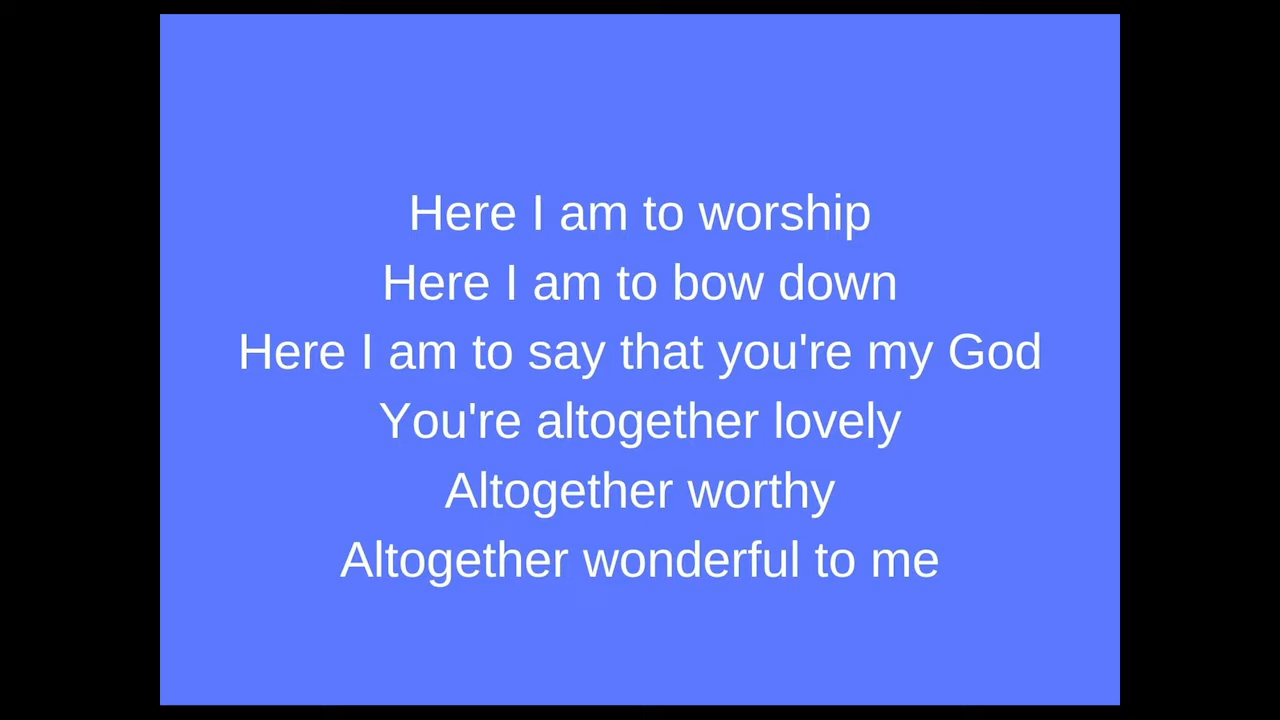 Here I am to worship
Here I am to bow down
Here I am to say that you're my God
You're altogether lovely
Altogether worthy
Altogether wonderful to me